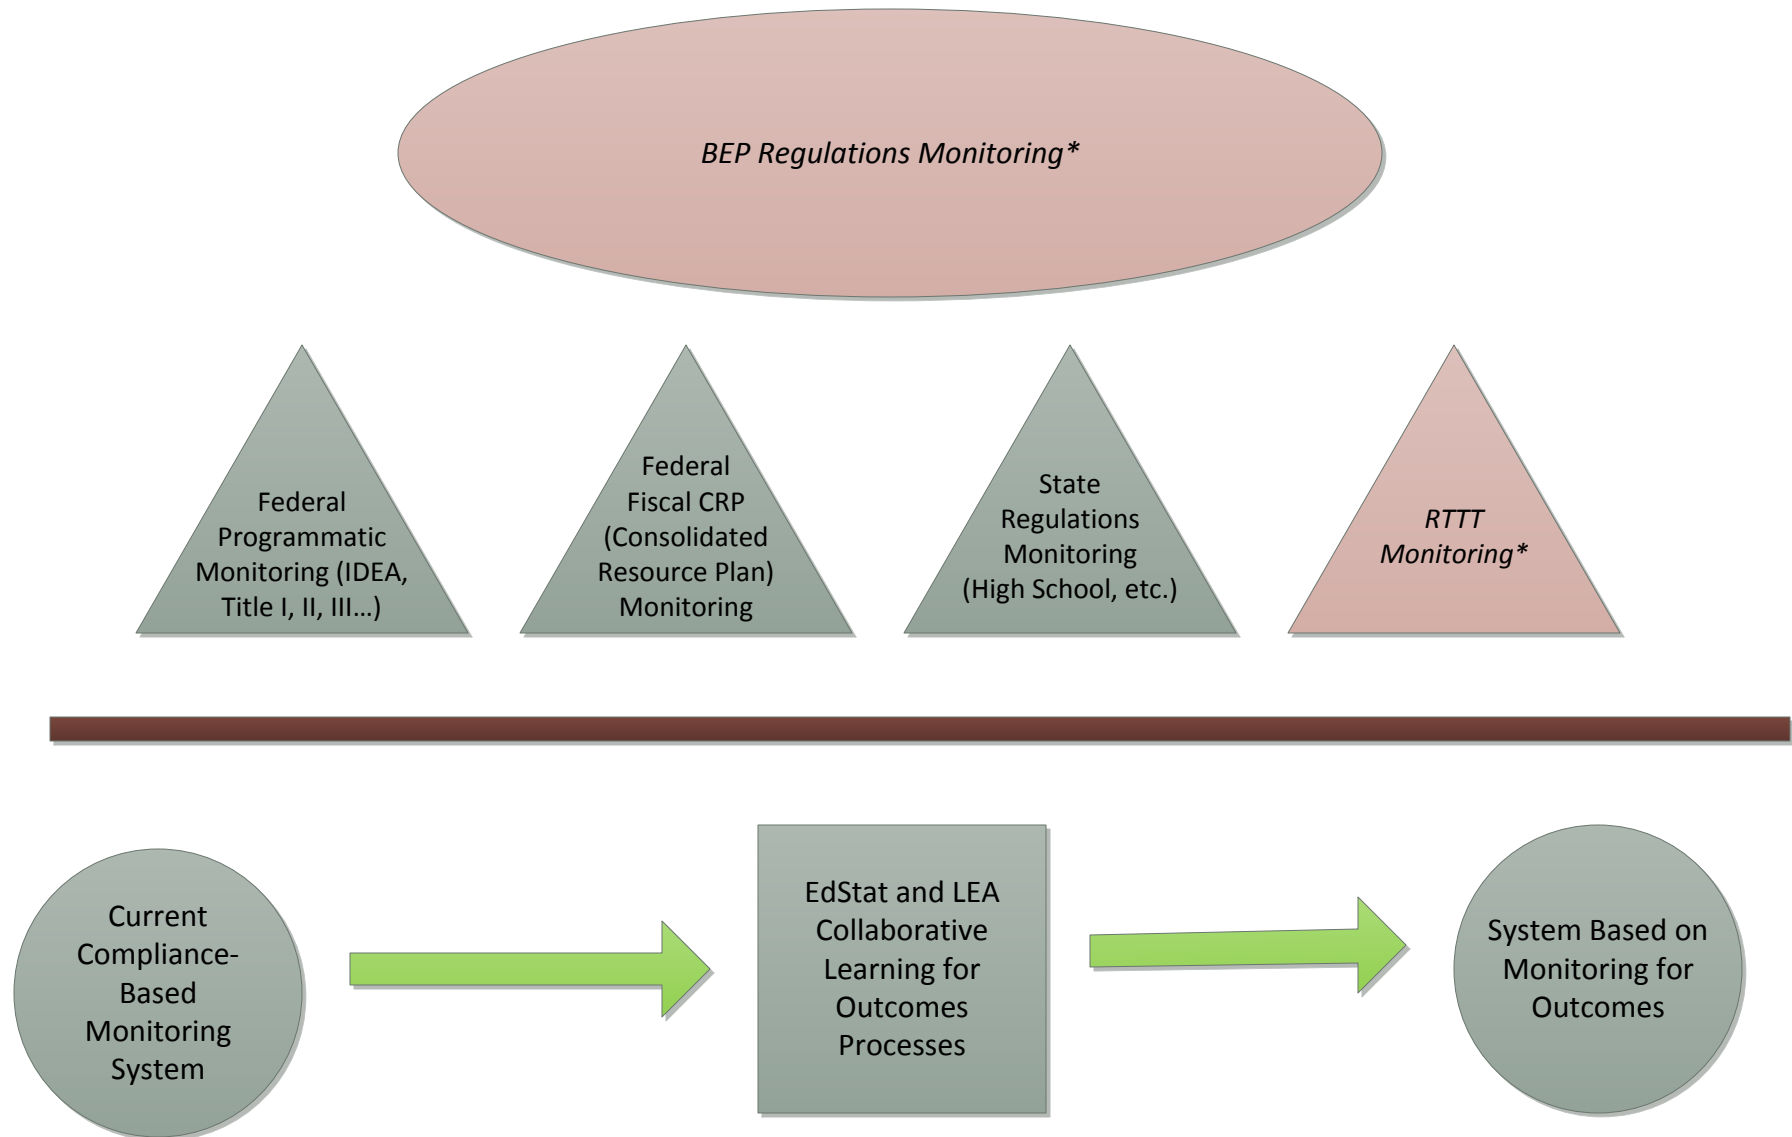 BEP Regulations Monitoring*
Federal
Programmatic
Monitoring (IDEA,
Title I, II, III…)
Federal
Fiscal CRP
(Consolidated
Resource Plan)
Monitoring
State
Regulations
Monitoring
(High School, etc.)
RTTT
Monitoring*
Current
Compliance-
Based
Monitoring
System
EdStat and LEA
Collaborative
Learning for
Outcomes
Processes
System Based on
Monitoring for
Outcomes